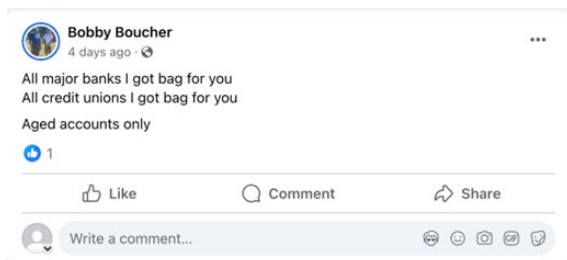 Bobby Boucher
4 days ago ·
All major banks I got bag for you
All credit unions I got bag for you
Aged accounts only
1
Like Comment Share
Write a comment... GIF